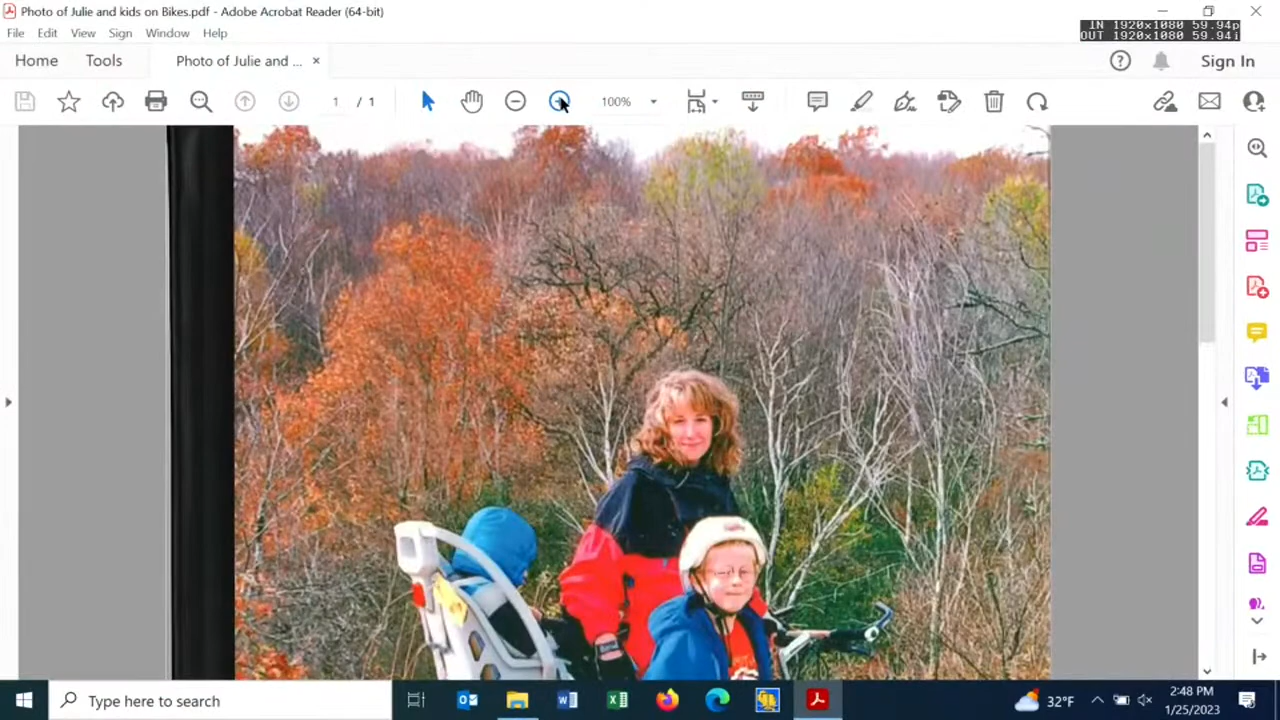 Photo of Julie and kids on Bikes.pdf - Adobe Acrobat Reader (64-bit)
IN 1920x1080 59.94p
OUT 1920x1080 59.94i
File Edit View Sign Window Help
Home Tools Photo of Julie and ... × Sign In
1 / 1 100%
Type here to search
32°F
2:48 PM
1/25/2023